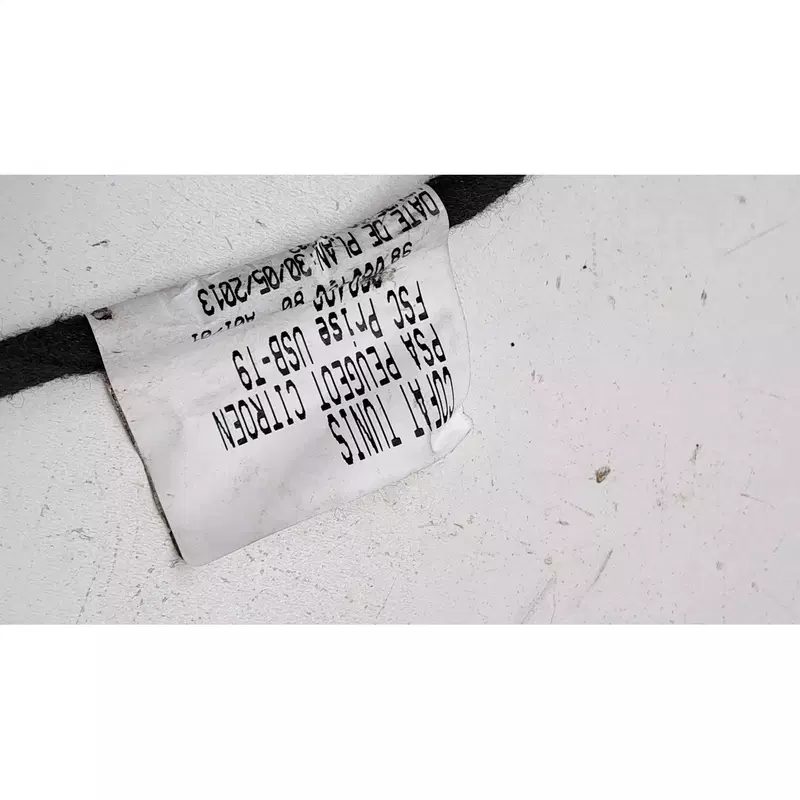 COFAT TUNIS
PSA PEUGEOT CITROEN
FSC Prise USB-T9
DATE DE PLAN:30/05/2013